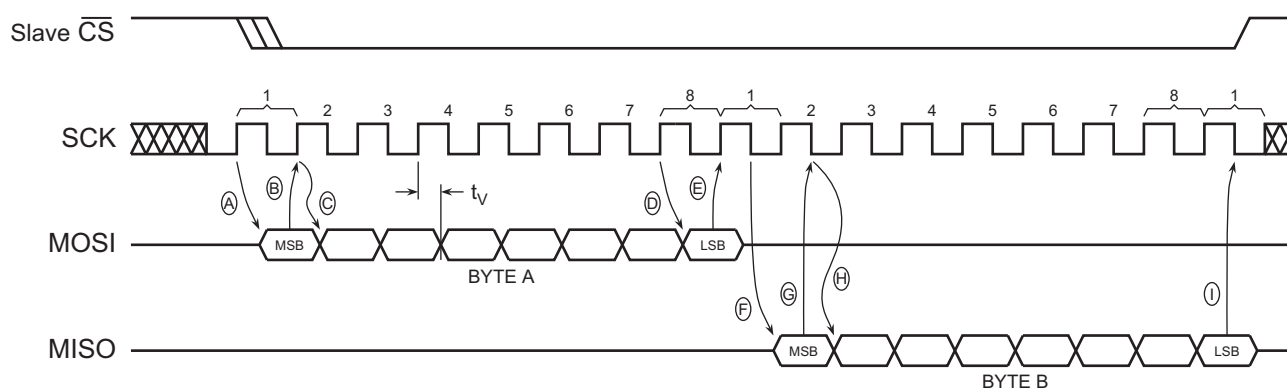 Slave C̅S̅
1 2 3 4 5 6 7 8 1 2 3 4 5 6 7 8 1
SCK
A B C tV D E
MOSI MSB LSB
BYTE A
F G H I
MISO MSB LSB
BYTE B